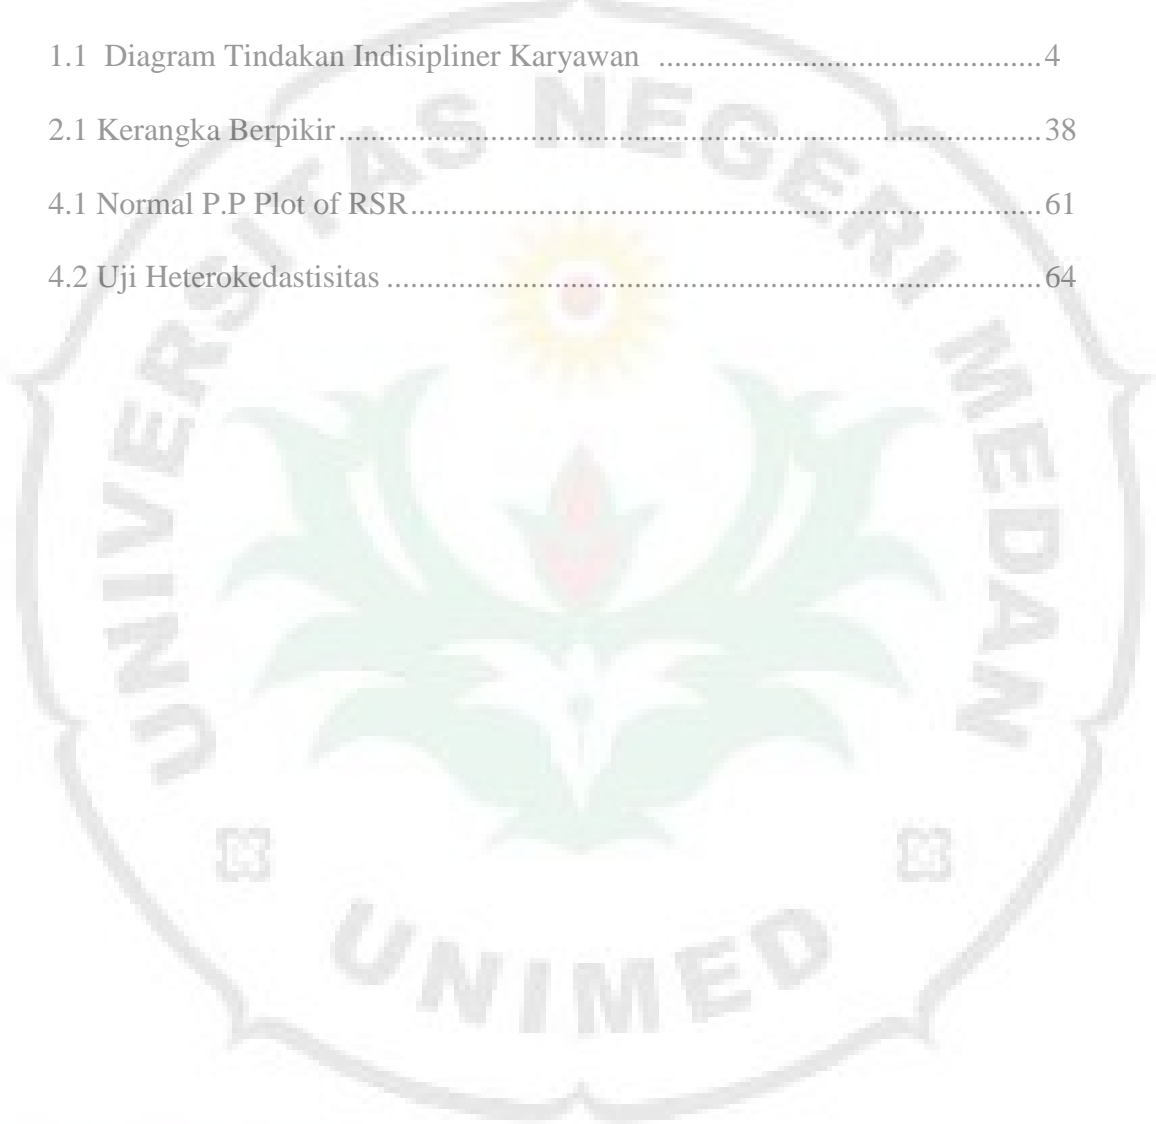 1.1 Diagram Tindakan Indisipliner Karyawan ............................................. 4
2.1 Kerangka Berpikir ..................................................................................... 38
4.1 Normal P.P Plot of RSR ............................................................................ 61
4.2 Uji Heterokedastisitas ............................................................................... 64
UNIVERSITAS NEGERI MEDAN
UNIMED